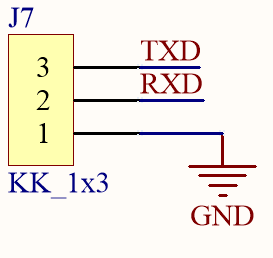 J7
3 TXD
2 RXD
1
KK_1x3
GND